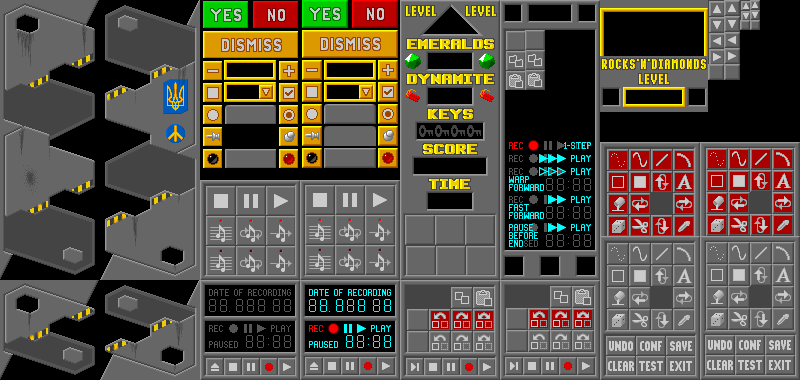 YES NO
DISMISS
YES NO
DISMISS
LEVEL LEVEL
EMERALDS
DYNAMITE
KEYS
SCORE
TIME
REC 1-STEP
REC PLAY
REC PLAY
WARP
FORWARD
REC PLAY
FAST
FORWARD
PAUSE PLAY
BEFORE
END
ROCKS'N'DIAMONDS
LEVEL
A
A
A
A
DATE OF RECORDING
REC PLAY
PAUSED
DATE OF RECORDING
REC PLAY
PAUSED
UNDO CONF SAVE
CLEAR TEST EXIT
UNDO CONF SAVE
CLEAR TEST EXIT